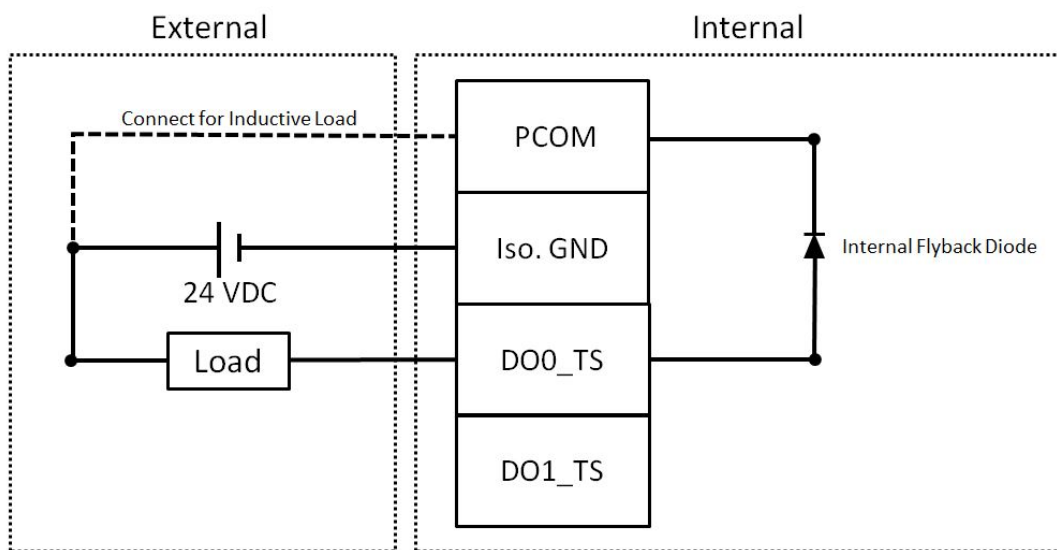 External
Internal
Connect for Inductive Load
PCOM
Iso. GND
Internal Flyback Diode
24 VDC
Load
DO0_TS
DO1_TS